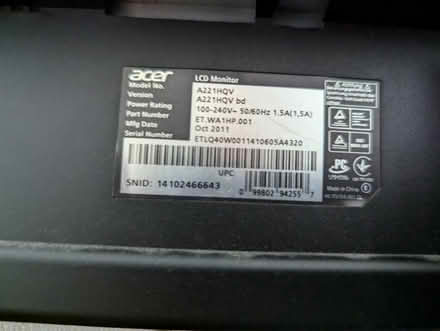 acer LCD Monitor
Model No. A221HQV
Version A221HQV bd
Power Rating 100-240V~ 50/60Hz 1.5A(1,5A)
Part Number ET.WA1HP.001
Mfg.date Oct 2011
Serial Number ETLQ40W0011410605A4320
UPC
SNID: 14102466643
0 99802 94255 7
Made in China